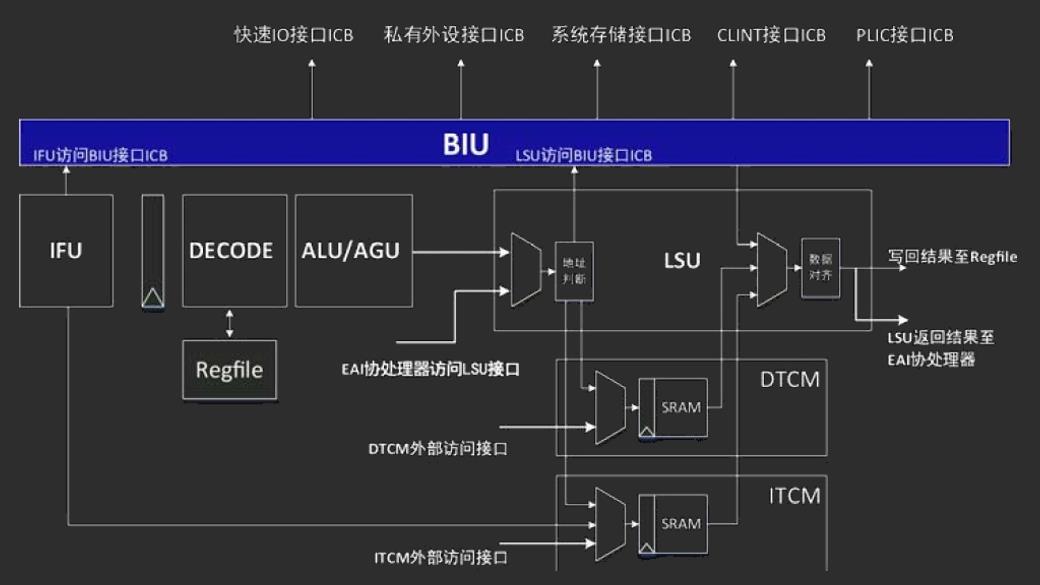 快速IO接口ICB
私有外设接口ICB
系统存储接口ICB
CLINT接口ICB
PLIC接口ICB
BIU
IFU访问BIU接口ICB
LSU访问BIU接口ICB
IFU
DECODE
ALU/AGU
地址
判断
LSU
数据
对齐
写回结果至Regfile
LSU返回结果至
EAI协处理器
Regfile
EAI协处理器访问LSU接口
DTCM
SRAM
DTCM外部访问接口
ITCM
SRAM
ITCM外部访问接口